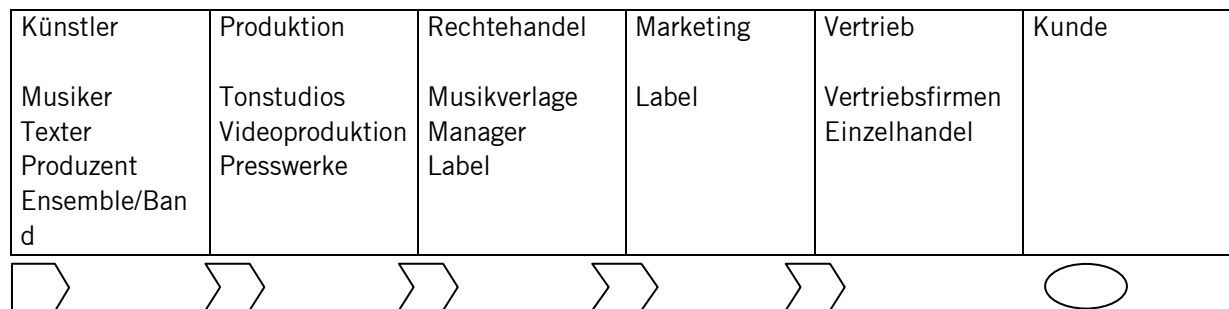 Künstler
Musiker
Texter
Produzent
Ensemble/Ban
d
Produktion
Tonstudios
Videoproduktion
Presswerke
Rechtehandel
Musikverlage
Manager
Label
Marketing
Label
Vertrieb
Vertriebsfirmen
Einzelhandel
Kunde